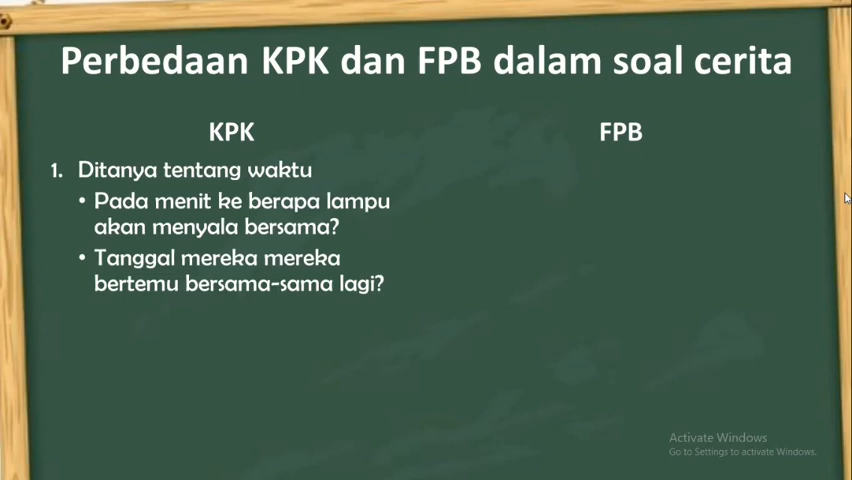 Perbedaan KPK dan FPB dalam soal cerita
KPK
1. Ditanya tentang waktu
• Pada menit ke berapa lampu
akan menyala bersama?
• Tanggal mereka mereka
bertemu bersama-sama lagi?
FPB
Activate Windows
Go to Settings to activate Windows.